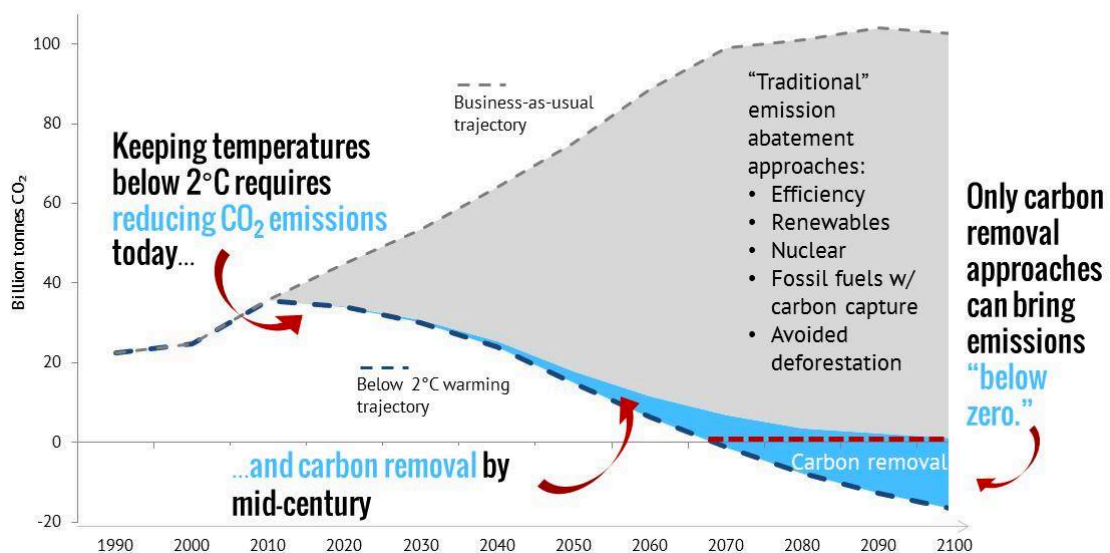 Billion tonnes CO₂
100
80
60
40
20
0
-20
1990 2000 2010 2020 2030 2040 2050 2060 2070 2080 2090 2100
Business-as-usual
trajectory
Keeping temperatures
below 2°C requires
reducing CO₂ emissions
today...
Below 2°C warming
trajectory
...and carbon removal by
mid-century
"Traditional"
emission
abatement
approaches:
• Efficiency
• Renewables
• Nuclear
• Fossil fuels w/
carbon capture
• Avoided
deforestation
Carbon removal
Only carbon
removal
approaches
can bring
emissions
"below
zero."